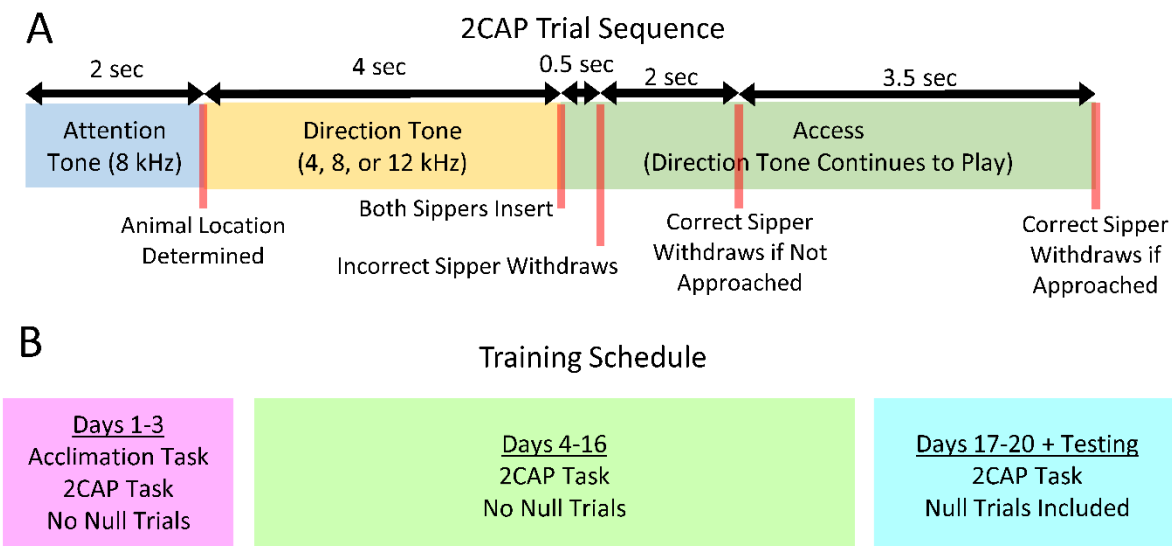 A
2CAP Trial Sequence
2 sec
4 sec
0.5 sec
2 sec
3.5 sec
Attention
Tone (8 kHz)
Direction Tone
(4, 8, or 12 kHz)
Access
(Direction Tone Continues to Play)
Animal Location
Determined
Both Sippers Insert
Incorrect Sipper Withdraws
Correct Sipper
Withdraws if Not
Approached
Correct Sipper
Withdraws if
Approached
B
Training Schedule
Days 1-3
Acclimation Task
2CAP Task
No Null Trials
Days 4-16
2CAP Task
No Null Trials
Days 17-20 + Testing
2CAP Task
Null Trials Included